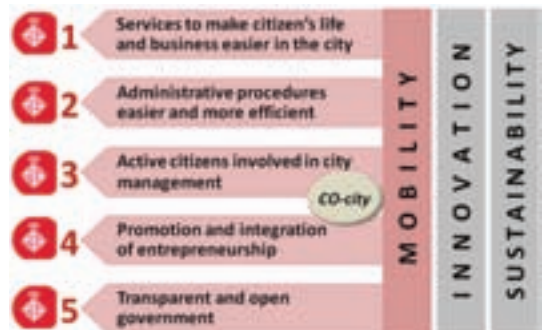 1 Services to make citizen's life
and business easier in the city
2 Administrative procedures
easier and more efficient
3 Active citizens involved in city
management
CO-city
4 Promotion and integration
of entrepreneurship
5 Transparent and open
government
MOBILITY
INNOVATION
SUSTAINABILITY